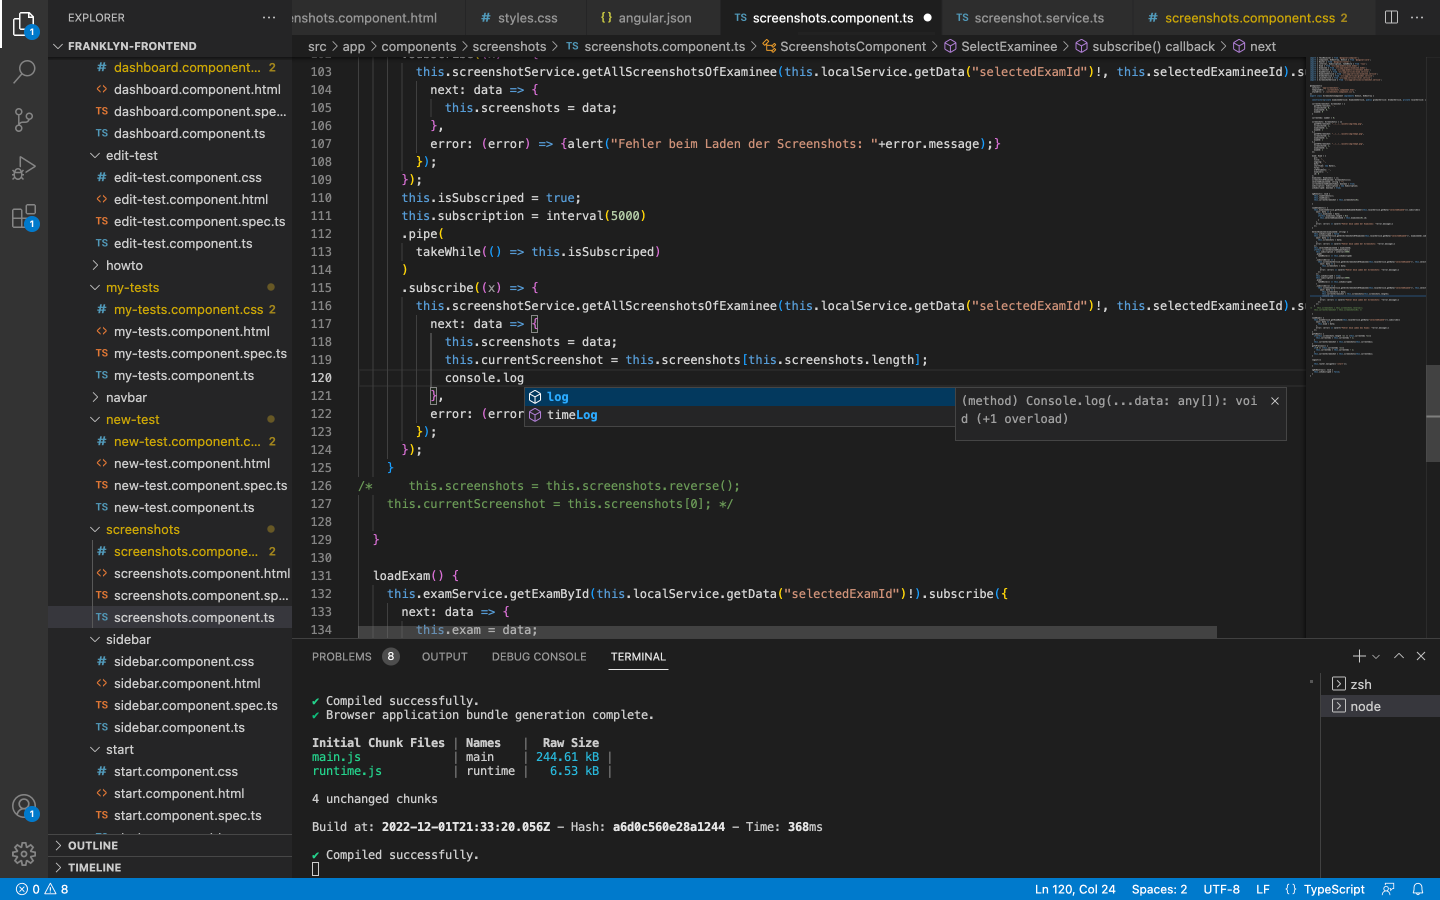 EXPLORER
FRANKLYN-FRONTEND
dashboard.component... 2
dashboard.component.html
dashboard.component.spe...
dashboard.component.ts
edit-test
edit-test.component.css
edit-test.component.html
edit-test.component.spec.ts
edit-test.component.ts
howto
my-tests
my-tests.component.css 2
my-tests.component.html
my-tests.component.spec.ts
my-tests.component.ts
navbar
new-test
new-test.component.c... 2
new-test.component.html
new-test.component.spec.ts
new-test.component.ts
screenshots
screenshots.compone... 2
screenshots.component.html
screenshots.component.sp...
screenshots.component.ts
sidebar
sidebar.component.css
sidebar.component.html
sidebar.component.spec.ts
sidebar.component.ts
start
start.component.css
start.component.html
start.component.spec.ts
OUTLINE
TIMELINE
enshots.component.html
# styles.css
{} angular.json
TS screenshots.component.ts
TS screenshot.service.ts
# screenshots.component.css 2
src > app > components > screenshots > TS screenshots.component.ts > ScreenshotsComponent > SelectExaminee > subscribe() callback > next
103 this.screenshotService.getAllScreenshotsOfExaminee(this.localService.getData("selectedExamId")!, this.selectedExamineeId).s
104 next: data => {
105 this.screenshots = data;
106 },
107 error: (error) => {alert("Fehler beim Laden der Screenshots: "+error.message);}
108 });
109 });
110 this.isSubscriped = true;
111 this.subscription = interval(5000)
112 .pipe(
113 takeWhile(() => this.isSubscriped)
114 )
115 .subscribe((x) => {
116 this.screenshotService.getAllScreenshotsOfExaminee(this.localService.getData("selectedExamId")!, this.selectedExamineeId).s
117 next: data => {
118 this.screenshots = data;
119 this.currentScreenshot = this.screenshots[this.screenshots.length];
120 console.log
121 },
122 error: (error
123 });
124 });
125 }
126 /* this.screenshots = this.screenshots.reverse();
127 this.currentScreenshot = this.screenshots[0]; */
128
129 }
130
131 loadExam() {
132 this.examService.getExamById(this.localService.getData("selectedExamId")!).subscribe({
133 next: data => {
134 this.exam = data;
log
timeLog
(method) Console.log(...data: any[]): voi
d (+1 overload)
PROBLEMS 8 OUTPUT DEBUG CONSOLE TERMINAL
✔ Compiled successfully.
✔ Browser application bundle generation complete.
Initial Chunk Files | Names | Raw Size
main.js | main | 244.61 kB |
runtime.js | runtime | 6.53 kB |
4 unchanged chunks
Build at: 2022-12-01T21:33:20.056Z - Hash: a6d0c560e28a1244 - Time: 368ms
✔ Compiled successfully.
zsh
node
0 8
Ln 120, Col 24 Spaces: 2 UTF-8 LF {} TypeScript